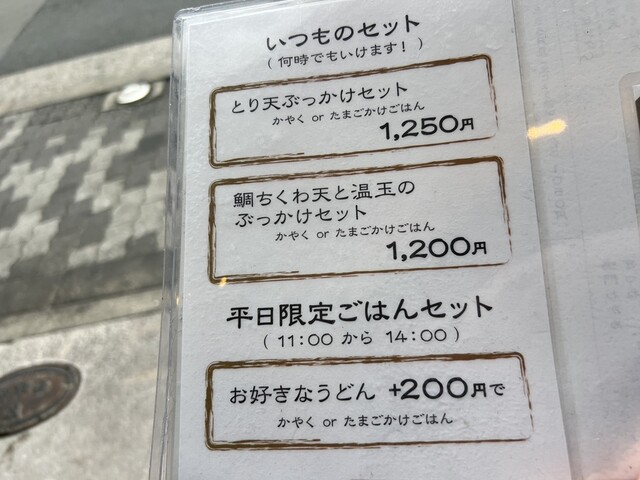 いつものセット
( 何時でもいけます! )
とり天ぶっかけセット
かやく or たまごかけごはん
1,250円
鯛ちくわ天と温玉の
ぶっかけセット
かやく or たまごかけごはん
1,200円
平日限定ごはんセット
( 11:00 から 14:00 )
お好きなうどん +200円で
かやく or たまごかけごはん